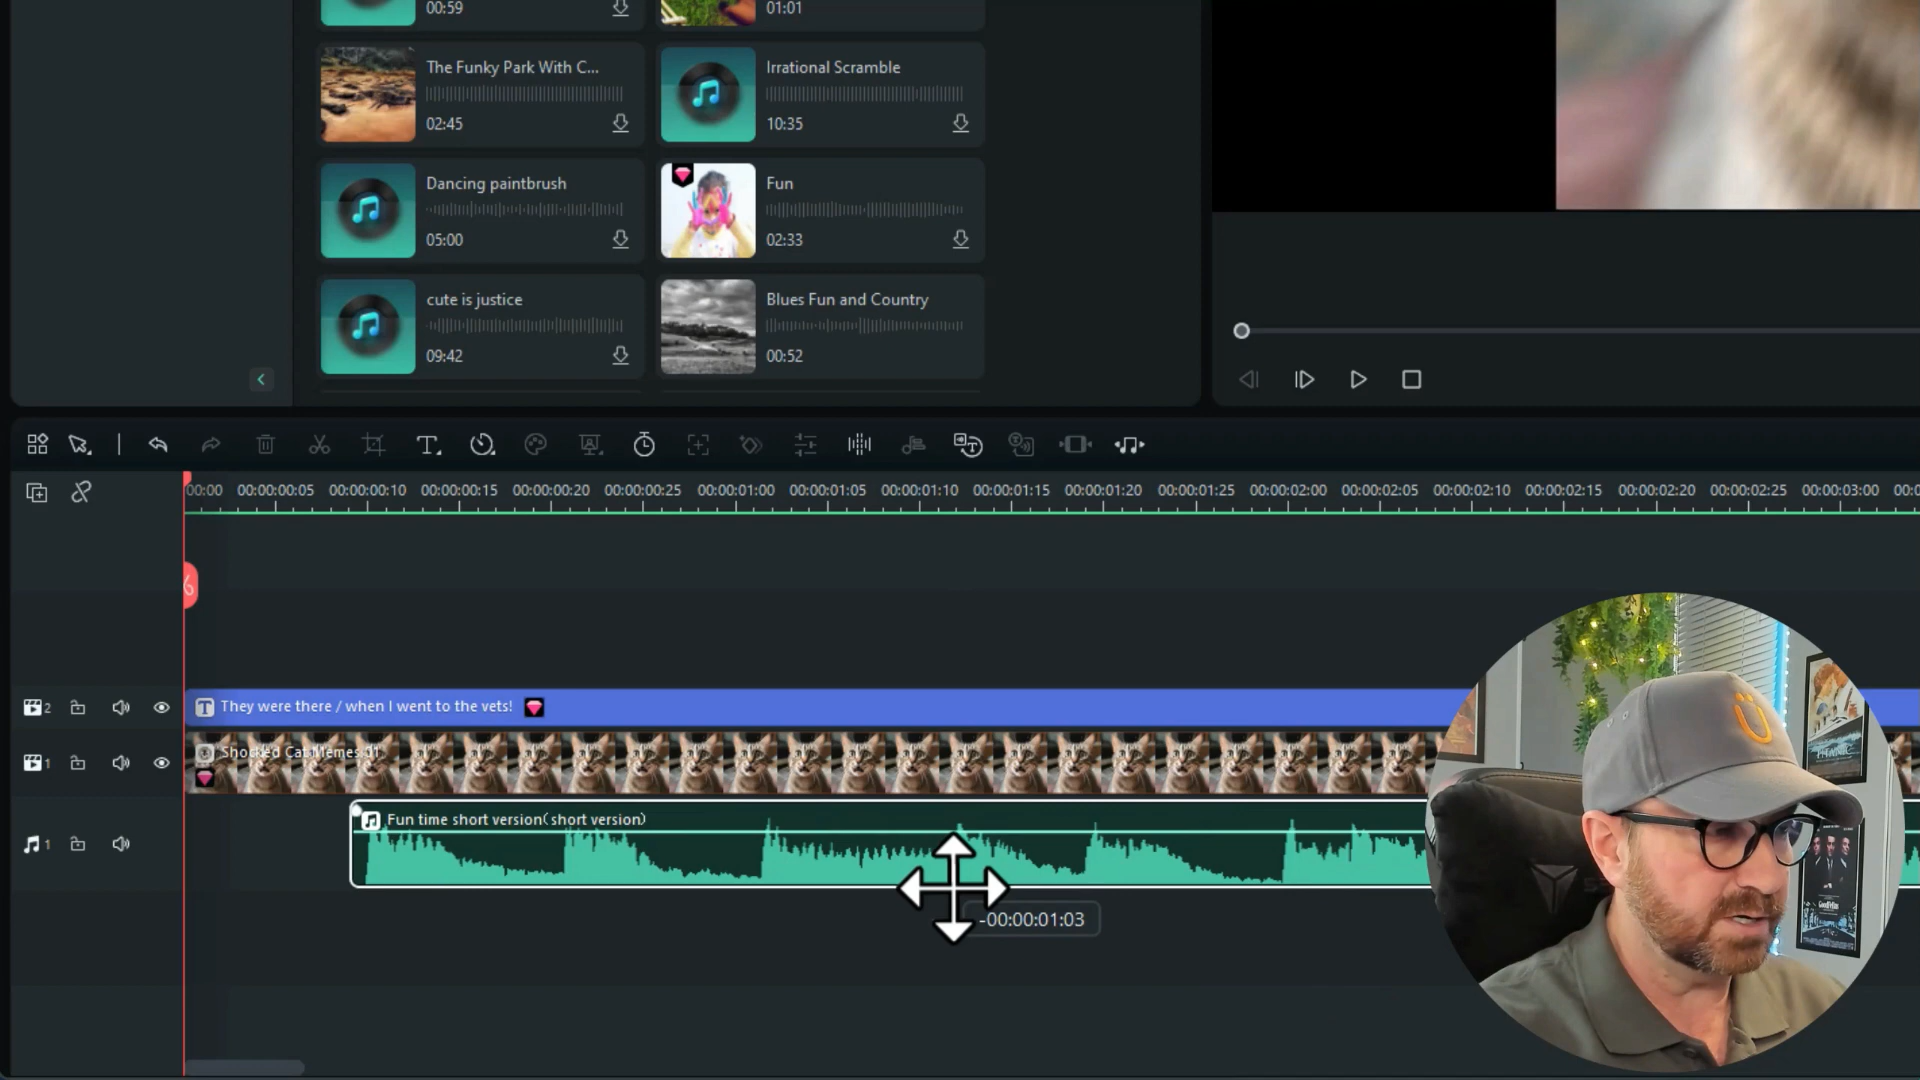 00:59
01:01
The Funky Park With C...
02:45
Irrational Scramble
10:35
Dancing paintbrush
05:00
Fun
02:33
cute is justice
09:42
Blues Fun and Country
00:52
00:00 00:00:00:05 00:00:00:10 00:00:00:15 00:00:00:20 00:00:00:25 00:00:01:00 00:00:01:05 00:00:01:10 00:00:01:15 00:00:01:20 00:00:01:25 00:00:02:00 00:00:02:05 00:00:02:10 00:00:02:15 00:00:02:20 00:00:02:25 00:00:03:00 00:0
2 They were there / when I went to the vets!
Shocked Cat Memes 01
1
Fun time short version(short version)
1
-00:00:01:03
GoodFellas